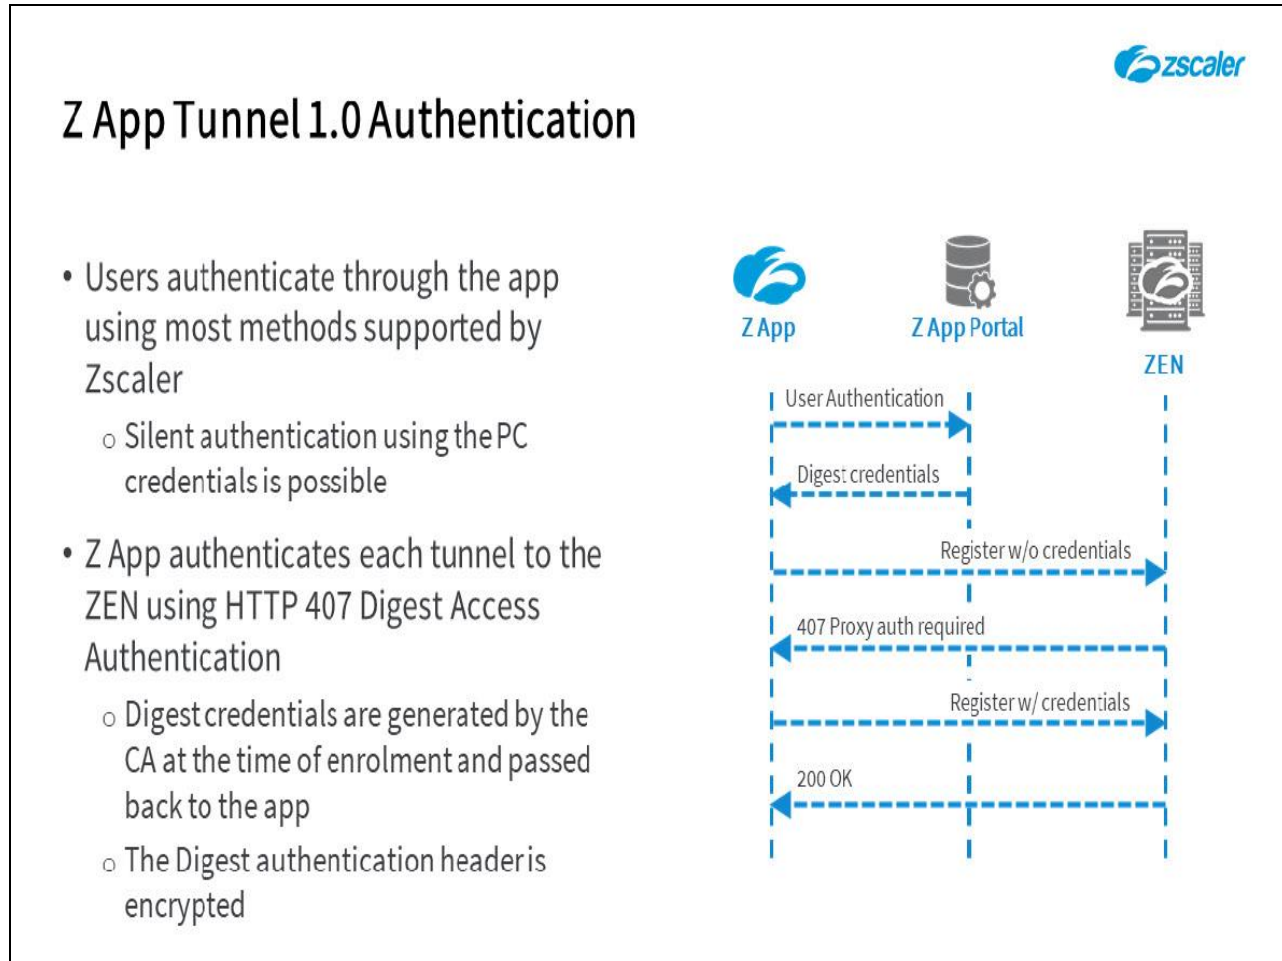 zscaler
Z App Tunnel 1.0 Authentication
• Users authenticate through the app
using most methods supported by
Zscaler
o Silent authentication using the PC
credentials is possible
• Z App authenticates each tunnel to the
ZEN using HTTP 407 Digest Access
Authentication
o Digest credentials are generated by the
CA at the time of enrolment and passed
back to the app
o The Digest authentication header is
encrypted
Z App
Z App Portal
ZEN
User Authentication
Digest credentials
Register w/o credentials
407 Proxy auth required
Register w/ credentials
200 OK